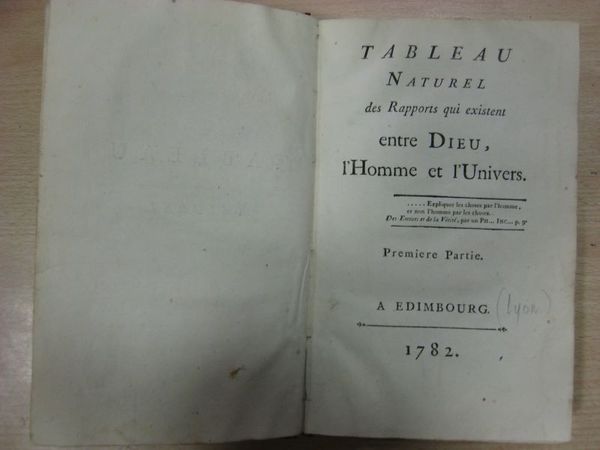 TABLEAU
NATUREL
des Rapports qui existent
entre DIEU,
l'Homme et l'Univers.
..... Expliquer les choses par l'homme,
et non l'homme par les choses.
Des Erreurs et de la Vérité, par un PH... INC... p. 9
Premiere Partie.
A EDIMBOURG. (Lyon)
1782.